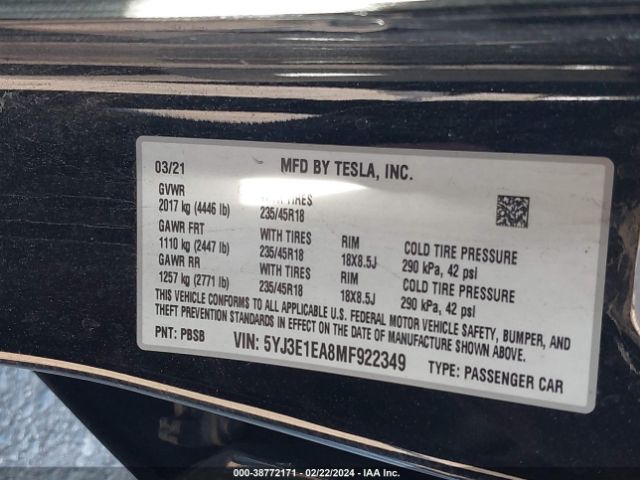 03/21 MFD BY TESLA, INC.
GVWR TIRES
2017 kg (4446 lb) 235/45R18
GAWR FRT WITH TIRES RIM COLD TIRE PRESSURE
1110 kg (2447 lb) 235/45R18 18X8.5J 290 kPa, 42 psi
GAWR RR WITH TIRES RIM COLD TIRE PRESSURE
1257 kg (2771 lb) 235/45R18 18X8.5J 290 kPa, 42 psi
THIS VEHICLE CONFORMS TO ALL APPLICABLE U.S. FEDERAL MOTOR VEHICLE SAFETY, BUMPER, AND
THEFT PREVENTION STANDARDS IN EFFECT ON THE DATE OF MANUFACTURE SHOWN ABOVE.
PNT: PBSB VIN: 5YJ3E1EA8MF922349 TYPE: PASSENGER CAR
000-38772171 - 02/22/2024 - IAA Inc.